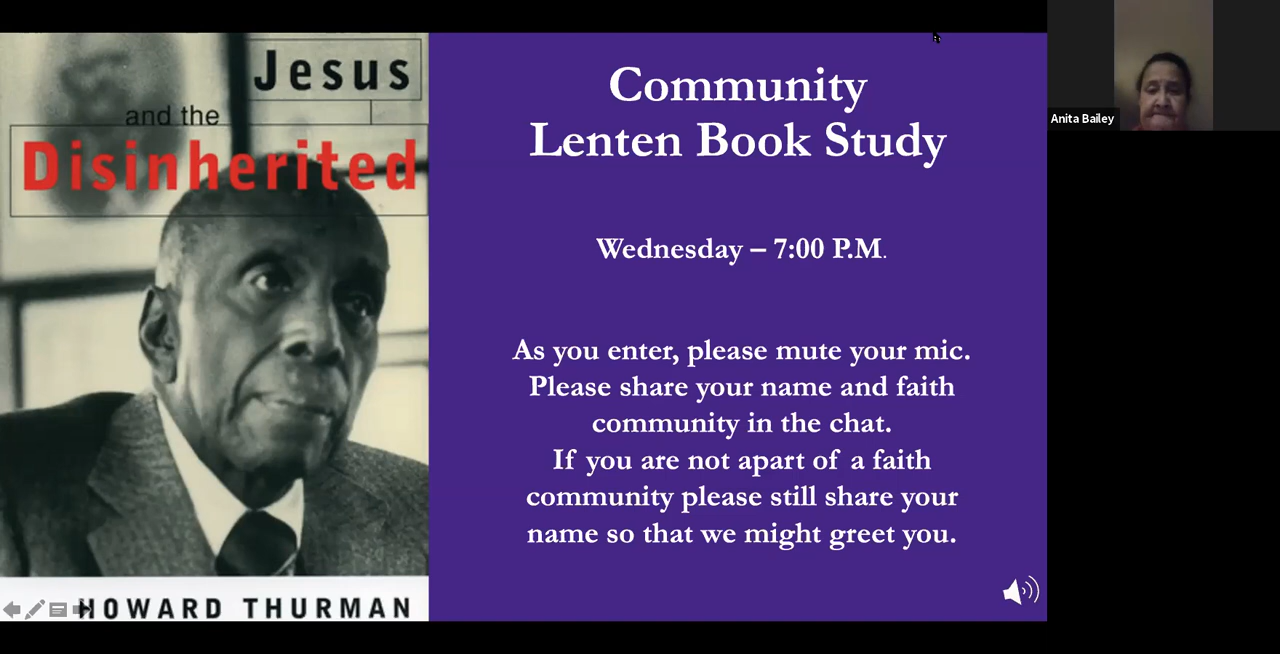 Jesus
and the
Disinherited
HOWARD THURMAN
Community
Lenten Book Study
Wednesday – 7:00 P.M.
As you enter, please mute your mic.
Please share your name and faith
community in the chat.
If you are not apart of a faith
community please still share your
name so that we might greet you.
Anita Bailey